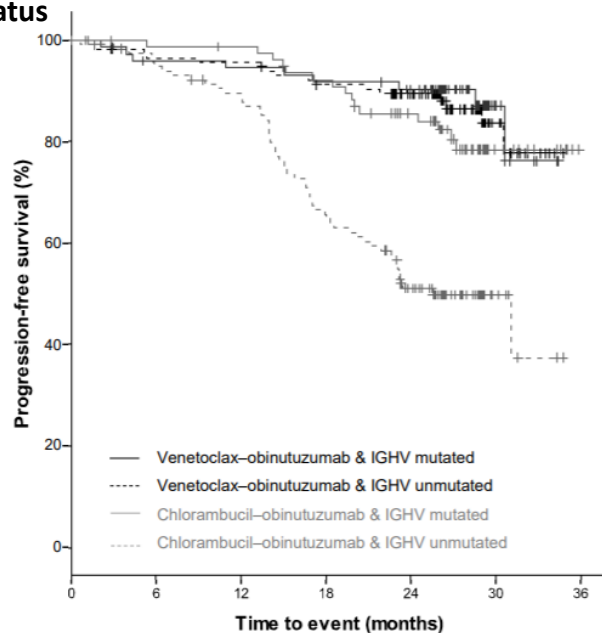 atus
100
80
60
40
20
0
Progression-free survival (%)
Venetoclax–obinutuzumab & IGHV mutated
Venetoclax–obinutuzumab & IGHV unmutated
Chlorambucil–obinutuzumab & IGHV mutated
Chlorambucil–obinutuzumab & IGHV unmutated
0 6 12 18 24 30 36
Time to event (months)